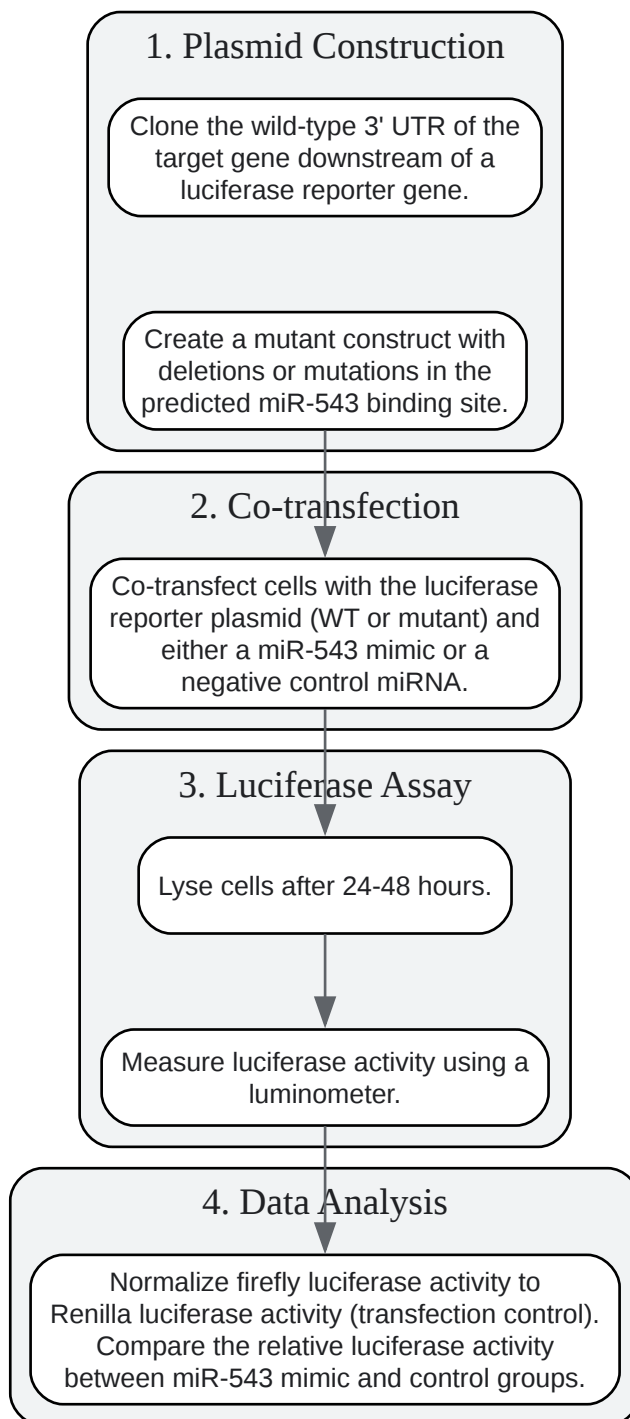 1. Plasmid Construction
Clone the wild-type 3' UTR of the
target gene downstream of a
luciferase reporter gene.
Create a mutant construct with
deletions or mutations in the
predicted miR-543 binding site.
2. Co-transfection
Co-transfect cells with the luciferase
reporter plasmid (WT or mutant) and
either a miR-543 mimic or a
negative control miRNA.
3. Luciferase Assay
Lyse cells after 24-48 hours.
Measure luciferase activity using a
luminometer.
4. Data Analysis
Normalize firefly luciferase activity to
Renilla luciferase activity (transfection control).
Compare the relative luciferase activity
between miR-543 mimic and control groups.